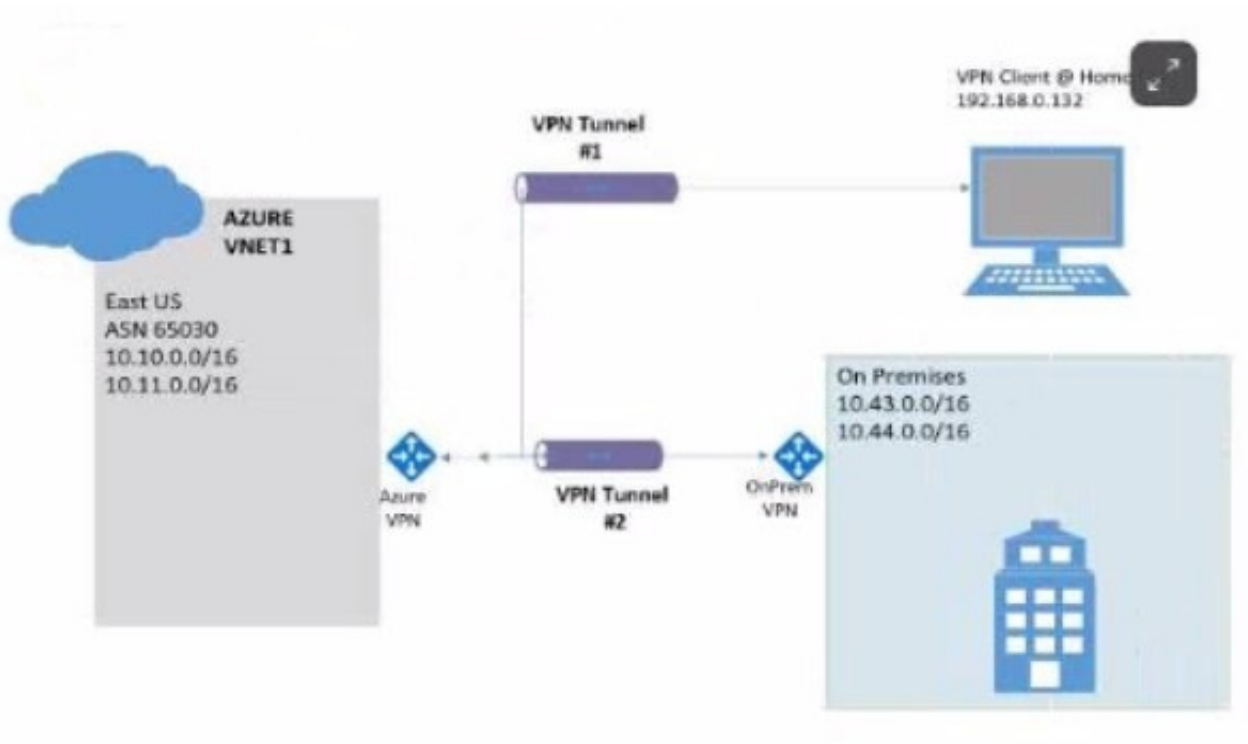 VPN Client @ Home
192.168.0.132
VPN Tunnel
#1
AZURE
VNET1
East US
ASN 65030
10.10.0.0/16
10.11.0.0/16
On Premises
10.43.0.0/16
10.44.0.0/16
Azure
VPN
VPN Tunnel
#2
OnPrem
VPN